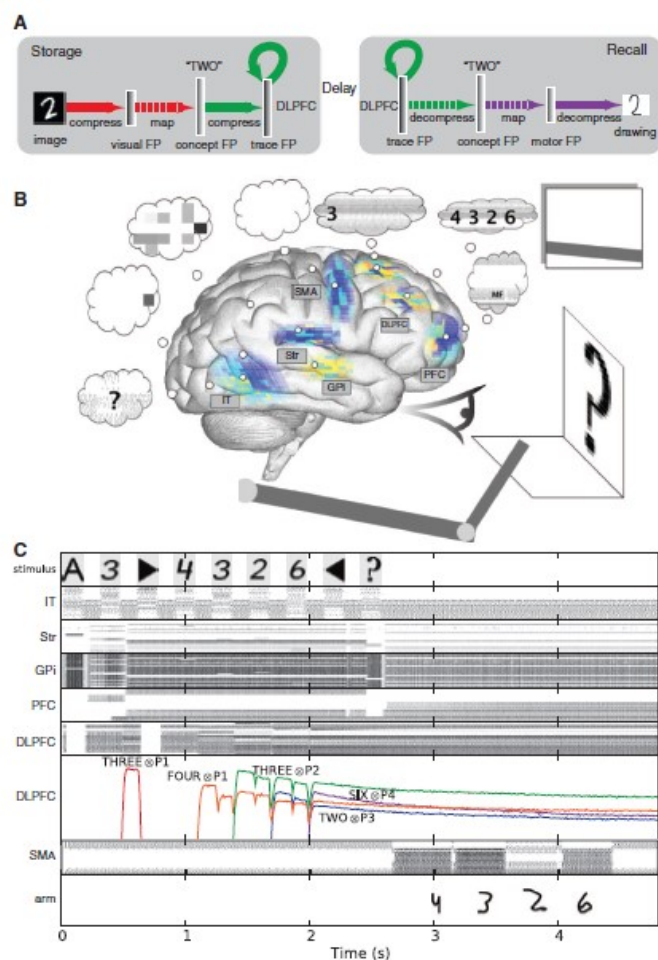 A
Storage
Recall
"TWO"
"TWO"
Delay
DLPFC
DLPFC
2
2
compress
map
compress
decompress
map
decompress
image
visual FP
concept FP
trace FP
trace FP
concept FP
motor FP
drawing
B
3
4 3 2 6
SMA
MF
DLPFC
Str
PFC
GPi
IT
?
?
C
stimulus
A 3 ▶ 4 3 2 6 ◀ ?
IT
Str
GPi
PFC
DLPFC
THREE⊗P1
FOUR⊗P1
THREE⊗P2
DLPFC
SIX⊗P4
TWO⊗P3
SMA
arm
4 3 2 6
0 1 2 3 4
Time (s)